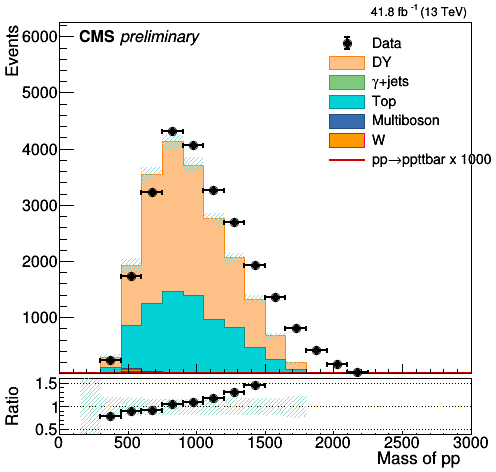 41.8 fb⁻¹ (13 TeV)
CMS preliminary
Events
6000
5000
4000
3000
2000
1000
Data
DY
γ+jets
Top
Multiboson
W
pp→ppttbar x 1000
Ratio
1.5
1
0.5
0 500 1000 1500 2000 2500 3000
Mass of pp